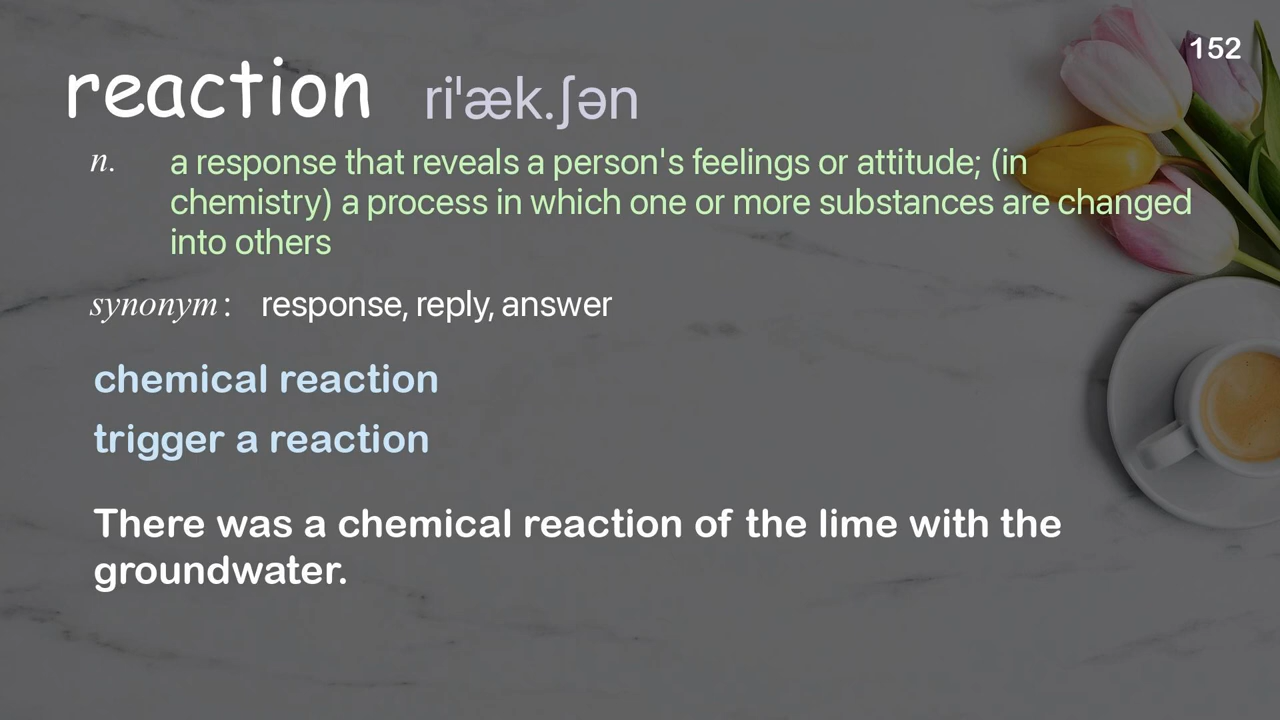 152
reaction riˈæk.ʃən
n. a response that reveals a person's feelings or attitude; (in
chemistry) a process in which one or more substances are changed
into others
synonym: response, reply, answer
chemical reaction
trigger a reaction
There was a chemical reaction of the lime with the
groundwater.